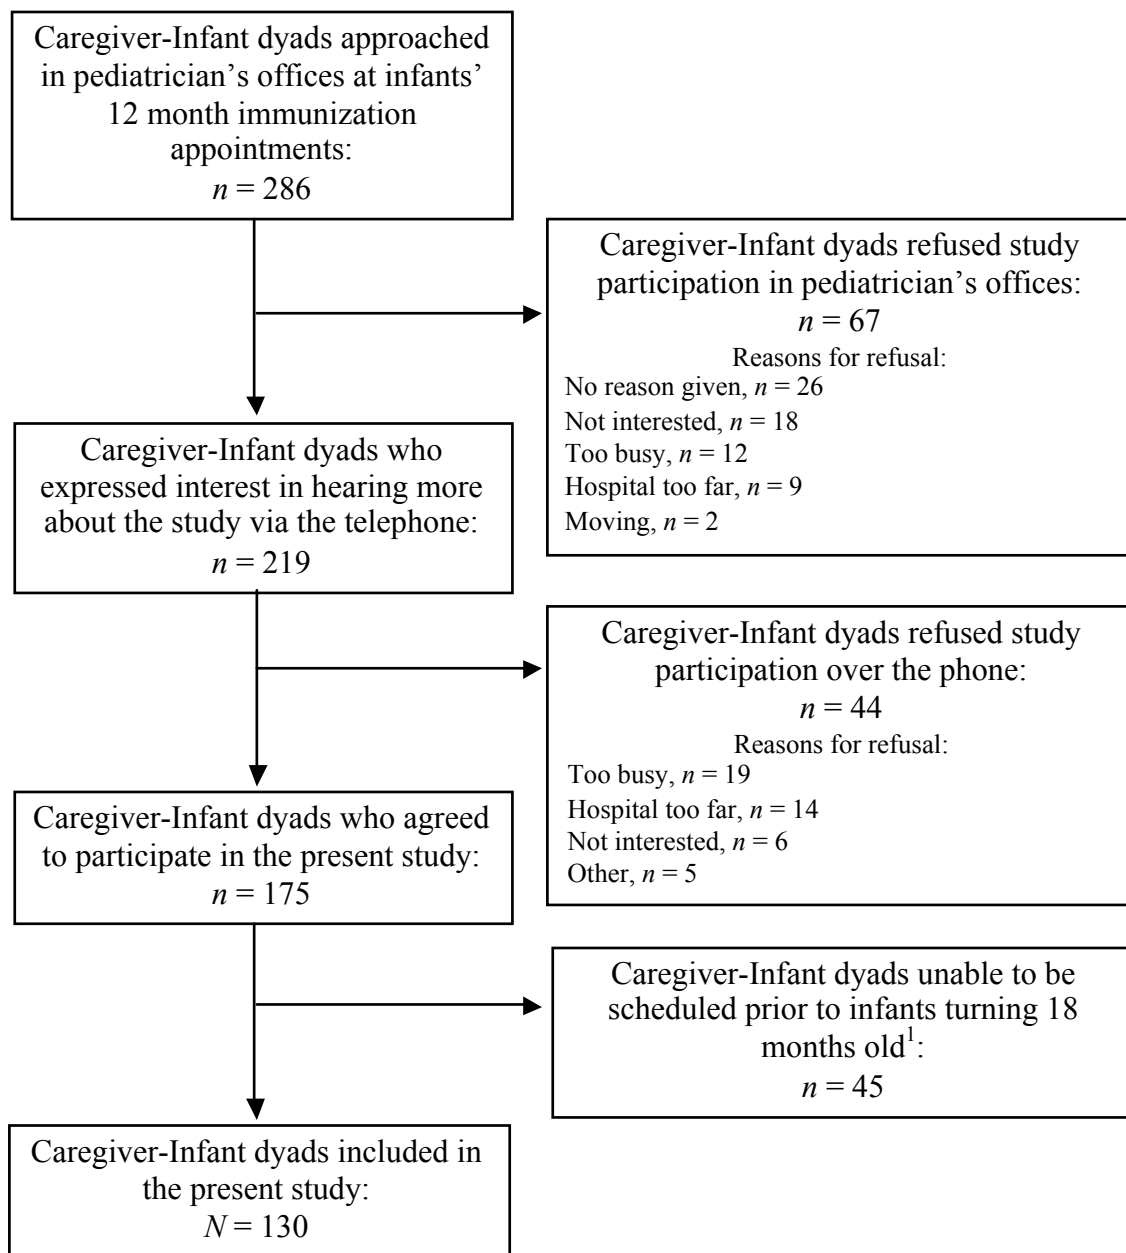 Caregiver-Infant dyads approached
in pediatrician’s offices at infants’
12 month immunization
appointments:
n = 286
Caregiver-Infant dyads refused study
participation in pediatrician’s offices:
n = 67
Reasons for refusal:
No reason given, n = 26
Not interested, n = 18
Too busy, n = 12
Hospital too far, n = 9
Moving, n = 2
Caregiver-Infant dyads who
expressed interest in hearing more
about the study via the telephone:
n = 219
Caregiver-Infant dyads refused study
participation over the phone:
n = 44
Reasons for refusal:
Too busy, n = 19
Hospital too far, n = 14
Not interested, n = 6
Other, n = 5
Caregiver-Infant dyads who agreed
to participate in the present study:
n = 175
Caregiver-Infant dyads unable to be
scheduled prior to infants turning 18
months old¹:
n = 45
Caregiver-Infant dyads included in
the present study:
N = 130